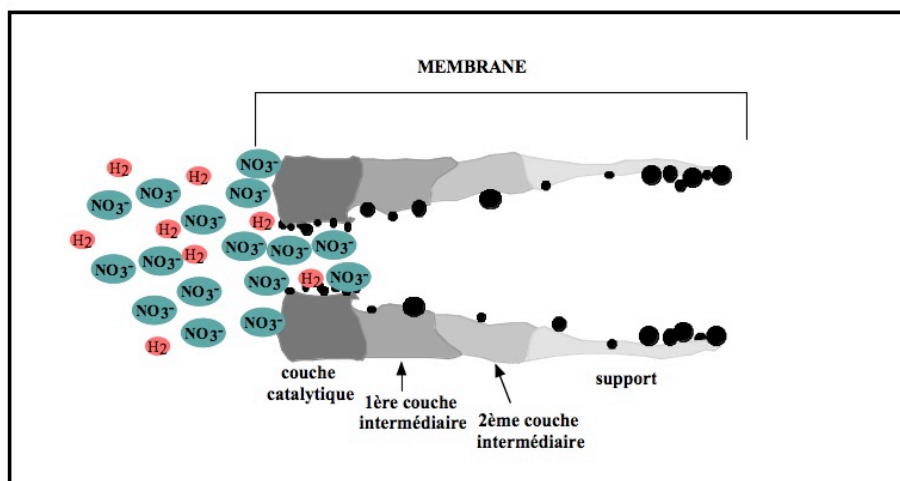 MEMBRANE
NO3-
H2
H2
NO3-
NO3-
NO3-
NO3-
H2
H2
H2
NO3-
NO3-
NO3-
H2
NO3-
NO3-
NO3-
H2
NO3-
NO3-
NO3-
NO3-
NO3-
H2
couche
catalytique
support
1ère couche
intermédiaire
2ème couche
intermédiaire